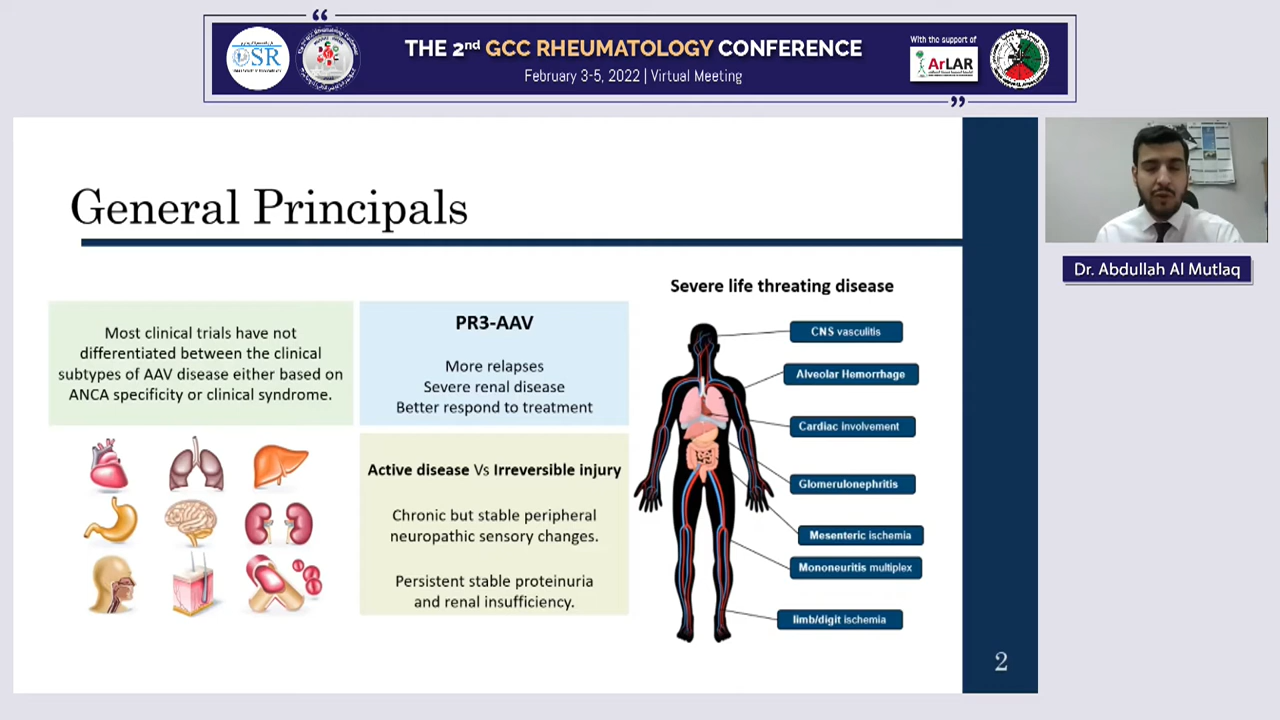 “
THE 2nd GCC RHEUMATOLOGY CONFERENCE
February 3-5, 2022 | Virtual Meeting
With the support of
OSR
ArLAR
”
General Principals
Most clinical trials have not
differentiated between the clinical
subtypes of AAV disease either based on
ANCA specificity or clinical syndrome.
PR3-AAV
More relapses
Severe renal disease
Better respond to treatment
Active disease Vs Irreversible injury
Chronic but stable peripheral
neuropathic sensory changes.
Persistent stable proteinuria
and renal insufficiency.
Severe life threating disease
CNS vasculitis
Alveolar Hemorrhage
Cardiac involvement
Glomerulonephritis
Mesenteric ischemia
Mononeuritis multiplex
limb/digit ischemia
2
Dr. Abdullah Al Mutlaq